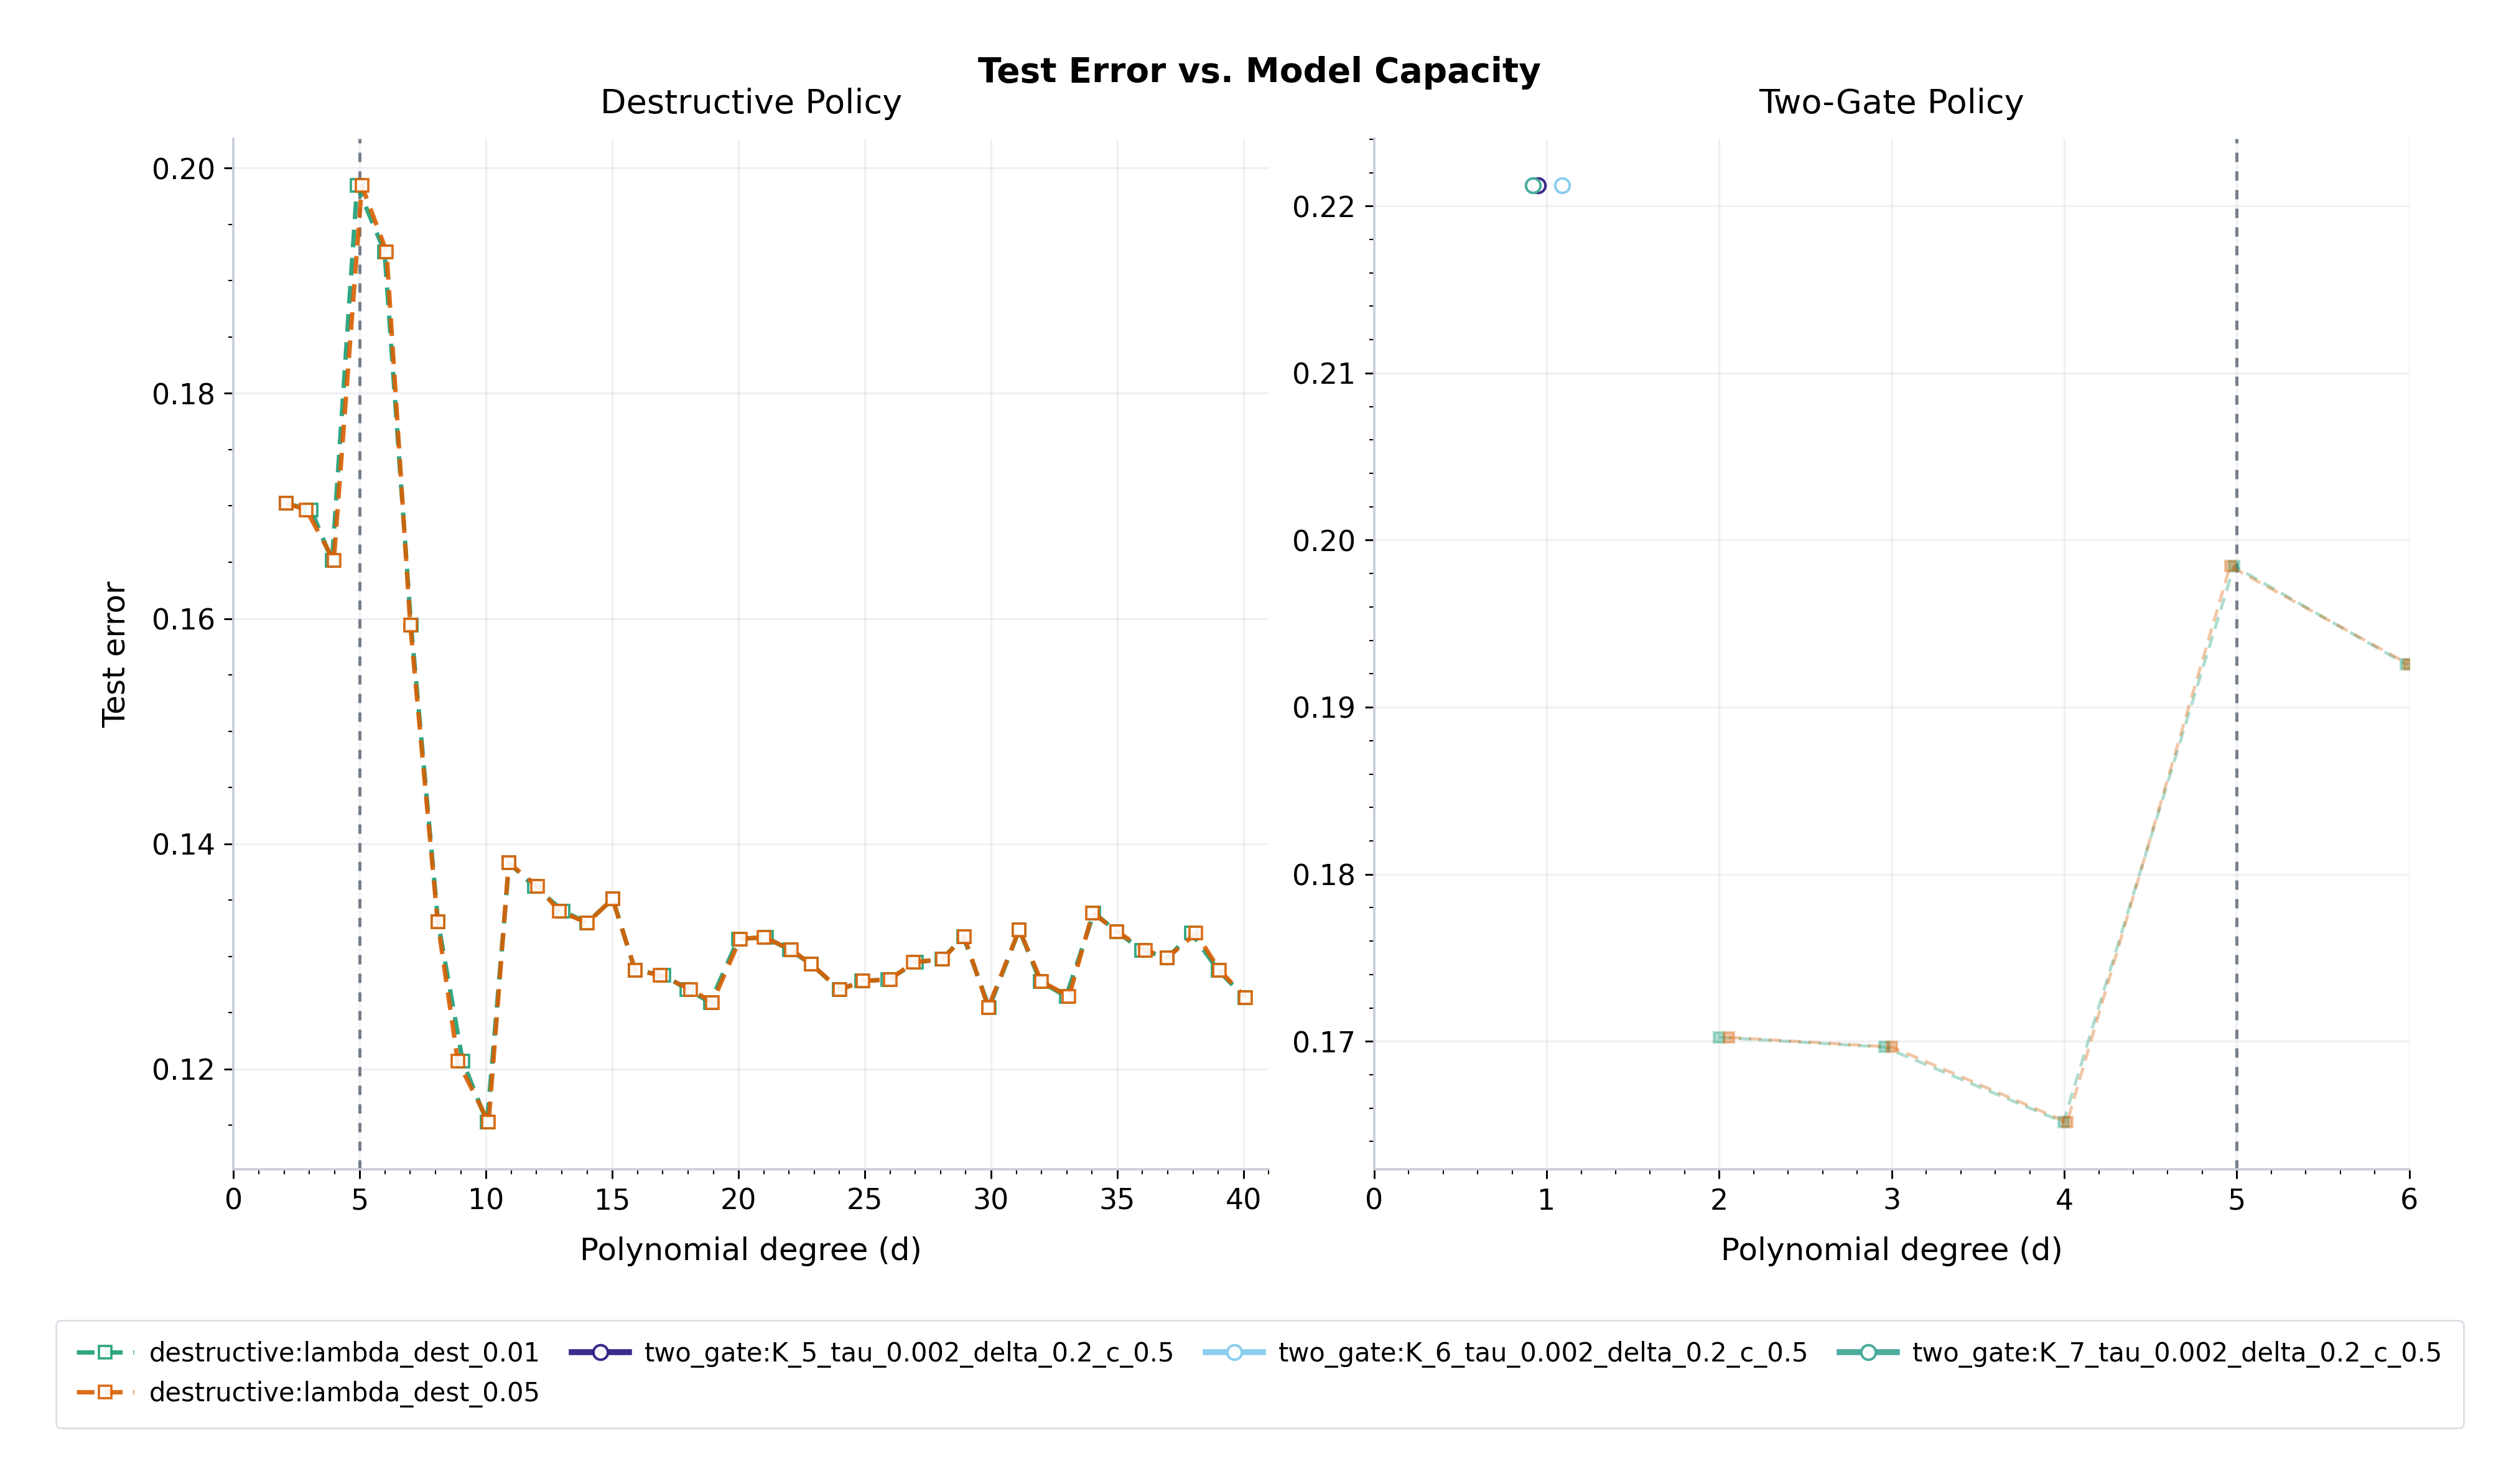 Test Error vs. Model Capacity
Destructive Policy
Two-Gate Policy
0.20
0.18
0.16
0.14
0.12
Test error
0 5 10 15 20 25 30 35 40
Polynomial degree (d)
0.22
0.21
0.20
0.19
0.18
0.17
0 1 2 3 4 5 6
Polynomial degree (d)
destructive:lambda_dest_0.01
destructive:lambda_dest_0.05
two_gate:K_5_tau_0.002_delta_0.2_c_0.5
two_gate:K_6_tau_0.002_delta_0.2_c_0.5
two_gate:K_7_tau_0.002_delta_0.2_c_0.5